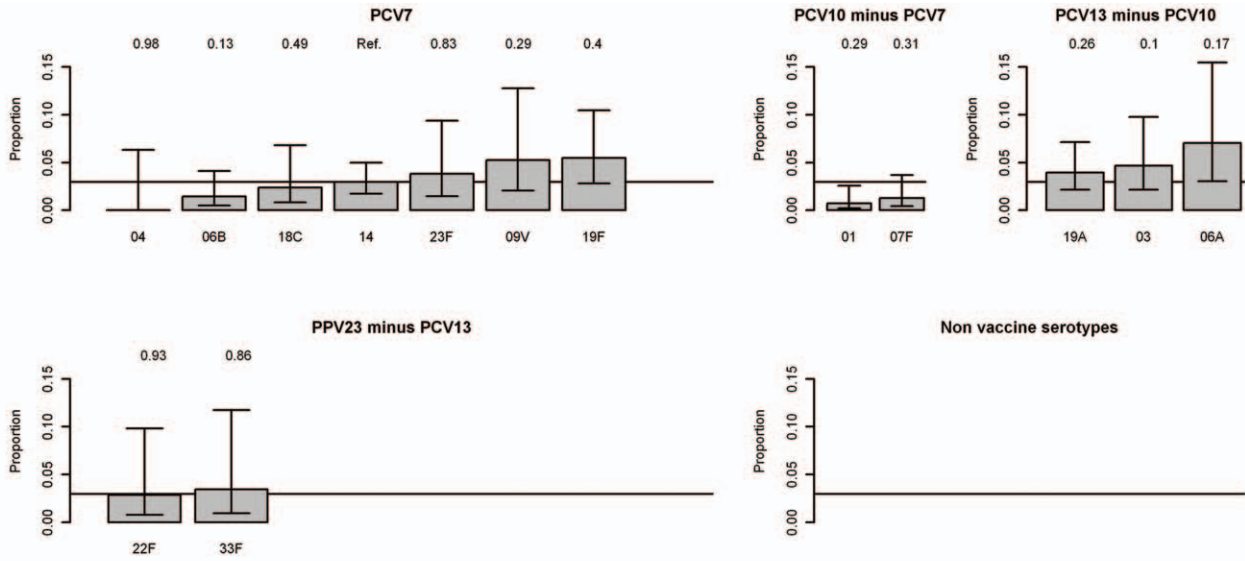 PCV7
0.98 0.13 0.49 Ref. 0.83 0.29 0.4
Proportion
0.15
0.10
0.05
0.00
04 06B 18C 14 23F 09V 19F
PCV10 minus PCV7
0.29 0.31
Proportion
0.15
0.10
0.05
0.00
01 07F
PCV13 minus PCV10
0.26 0.1 0.17
Proportion
0.15
0.10
0.05
0.00
19A 03 06A
PPV23 minus PCV13
0.93 0.86
Proportion
0.15
0.10
0.05
0.00
22F 33F
Non vaccine serotypes
Proportion
0.15
0.10
0.05
0.00